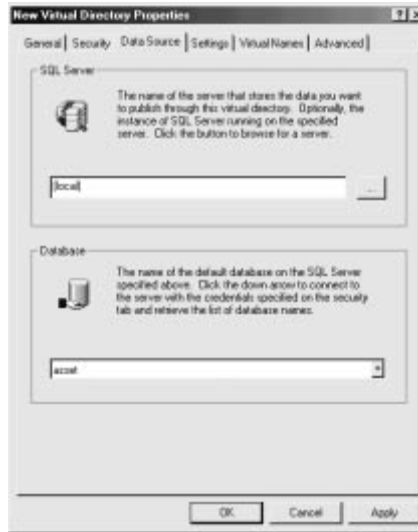 New Virtual Directory Properties
? x
General Security Data Source Settings Virtual Names Advanced
SQL Server
The name of the server that stores the data you want
to publish through this virtual directory. Optionally, the
instance of SQL Server running on the specified
server. Click the button to browse for a server.
(local)
...
Database
The name of the default database on the SQL Server
specified above. Click the down arrow to connect to
the server with the credentials specified on the security
tab and retrieve the list of database names.
asset
OK Cancel Apply